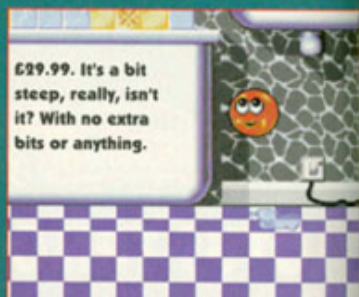 £29.99. It's a bit
steep, really, isn't
it? With no extra
bits or anything.